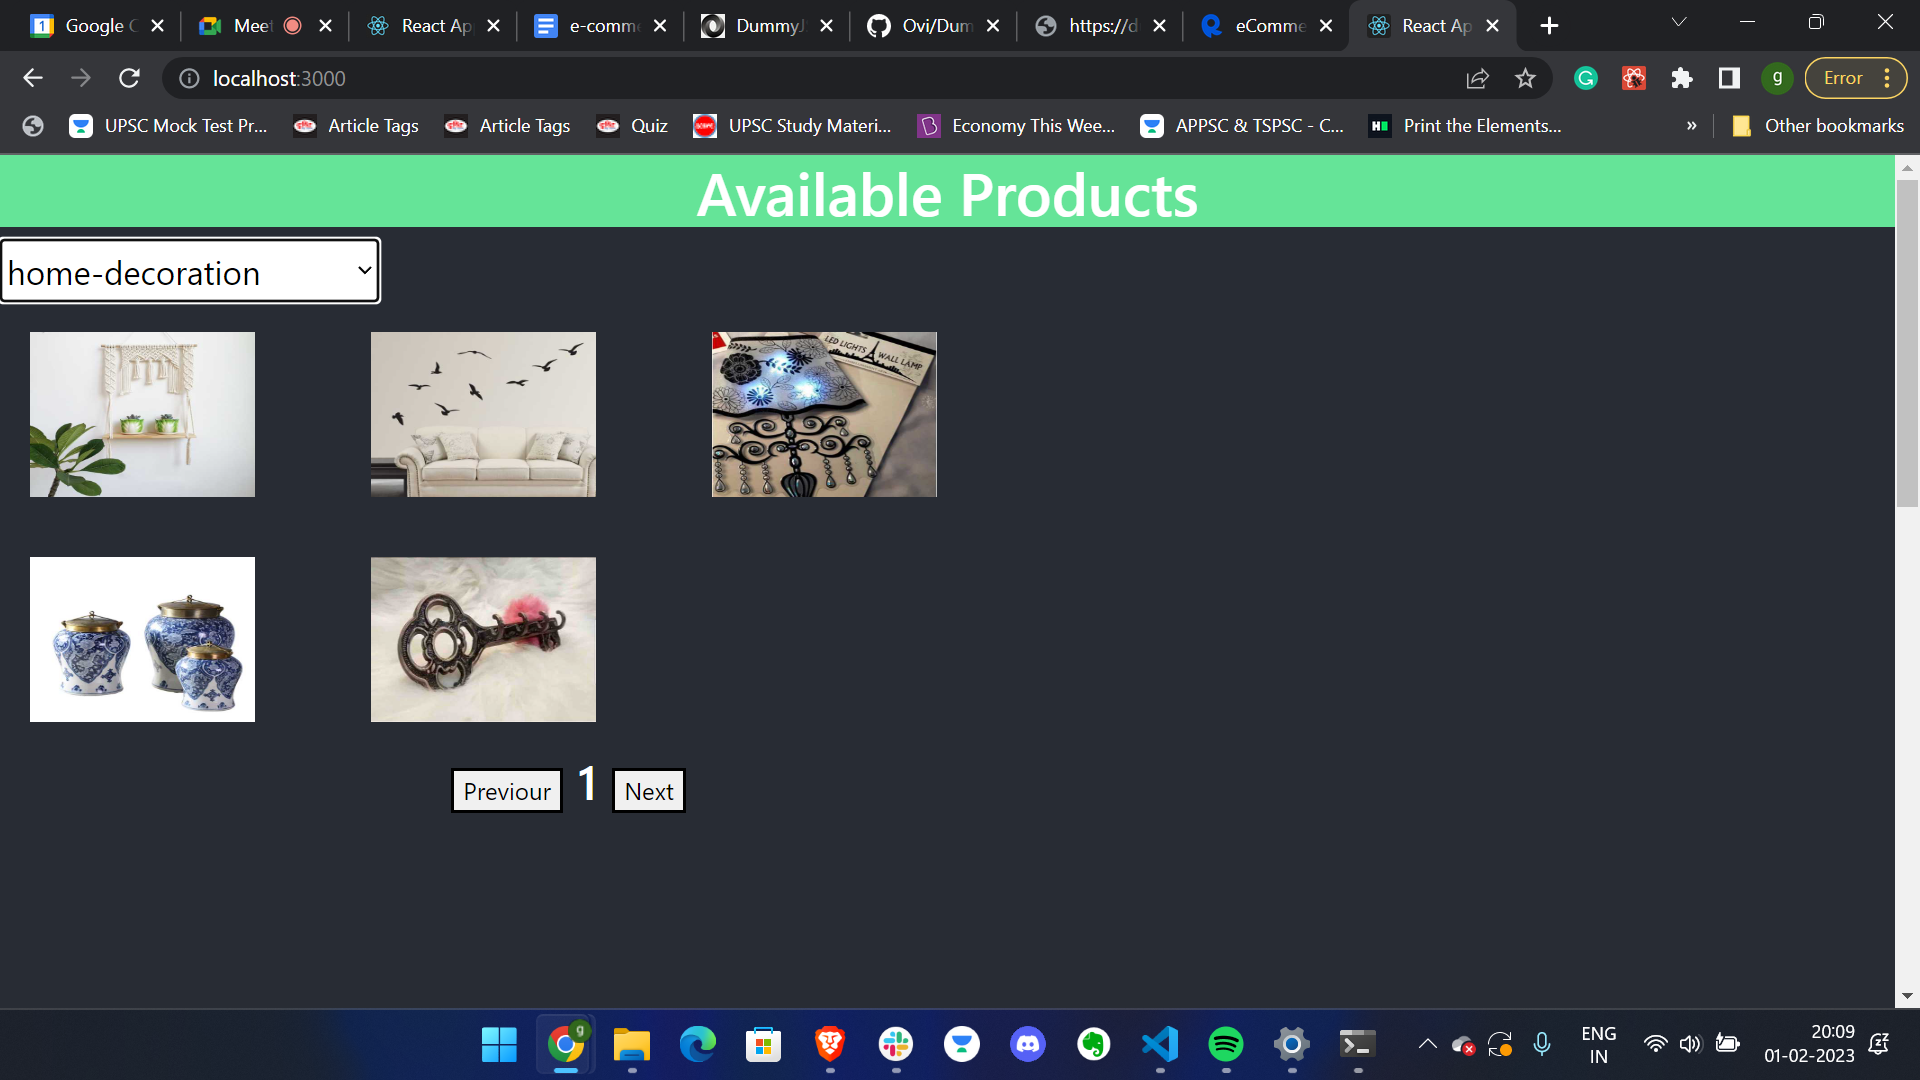 Google C
Meet
React Ap
e-comme
DummyJ
Ovi/Dum
https://d
eComme
React Ap
localhost:3000
g
Error
UPSC Mock Test Pr...
Article Tags
Article Tags
Quiz
UPSC Study Materi...
Economy This Wee...
APPSC & TSPSC - C...
Print the Elements...
»
Other bookmarks
Available Products
home-decoration
LED LIGHTS
WALL LAMP
Previour
1
Next
ENG
IN
20:09
01-02-2023